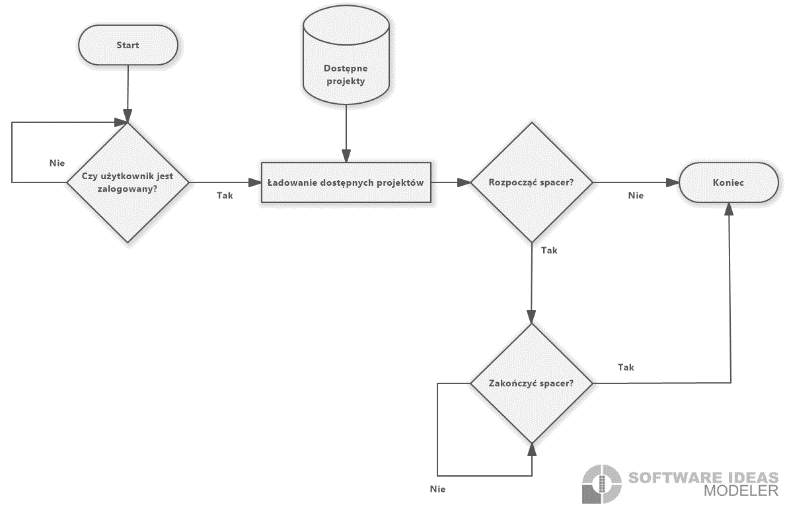 Start
Dostępne
projekty
Nie
Czy użytkownik jest
zalogowany?
Tak
Ładowanie dostępnych projektów
Rozpocząć spacer?
Nie
Koniec
Tak
Zakończyć spacer?
Tak
Nie
SOFTWARE IDEAS
MODELER